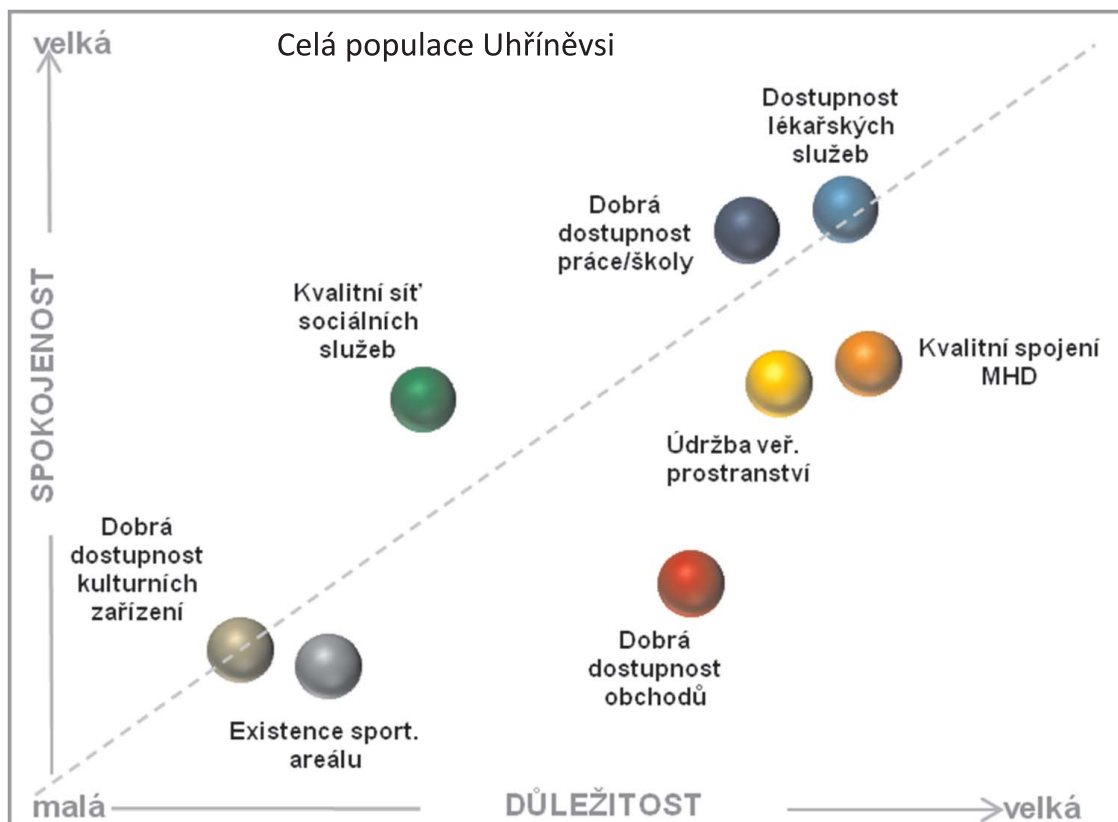 velká
Celá populace Uhříněvsi
Dostupnost
lékařských
služeb
Dobrá
dostupnost
práce/školy
Kvalitní síť
sociálních
služeb
Kvalitní spojení
MHD
SPOKOJENOST
Údržba veř.
prostranství
Dobrá
dostupnost
kulturních
zařízení
Dobrá
dostupnost
obchodů
Existence sport.
areálu
malá
DŮLEŽITOST
velká